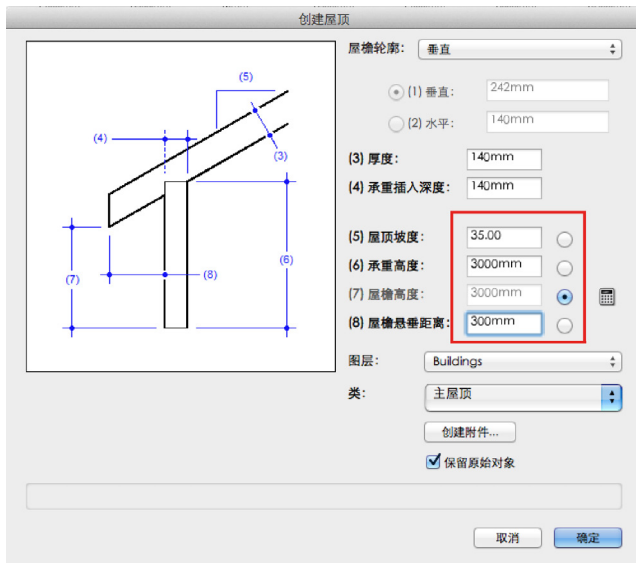 创建屋顶
屋檐轮廓: 垂直
(1) 垂直: 242mm
(2) 水平: 140mm
(3) 厚度: 140mm
(4) 承重插入深度: 140mm
(5) 屋顶坡度: 35.00
(6) 承重高度: 3000mm
(7) 屋檐高度: 3000mm
(8) 屋檐悬垂距离: 300mm
图层: Buildings
类: 主屋顶
创建附件...
保留原始对象
取消 确定
(5)
(4)
(3)
(6)
(7)
(8)